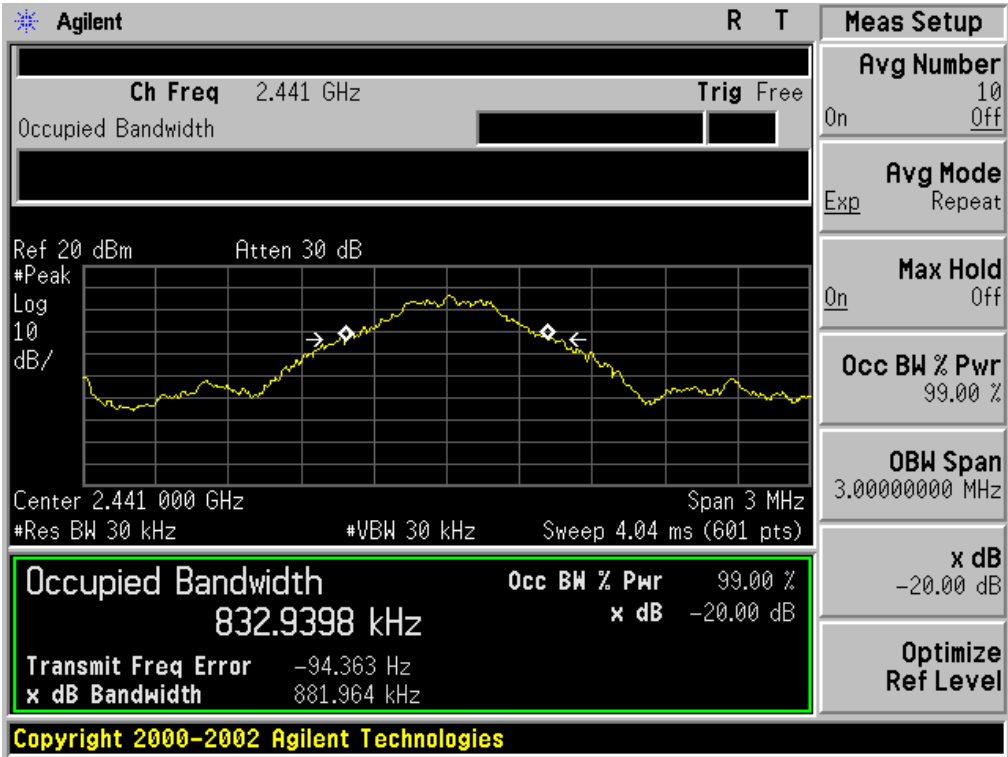 Agilent R T
Ch Freq 2.441 GHz Trig Free
Occupied Bandwidth
Ref 20 dBm Atten 30 dB
#Peak
Log
10
dB/
Center 2.441 000 GHz Span 3 MHz
#Res BW 30 kHz #VBW 30 kHz Sweep 4.04 ms (601 pts)
Occupied Bandwidth
832.9398 kHz
Occ BW % Pwr 99.00 %
x dB -20.00 dB
Transmit Freq Error -94.363 Hz
x dB Bandwidth 881.964 kHz
Copyright 2000-2002 Agilent Technologies
Meas Setup
Avg Number
10
On Off
Avg Mode
Exp Repeat
Max Hold
On Off
Occ BW % Pwr
99.00 %
OBW Span
3.00000000 MHz
x dB
-20.00 dB
Optimize
Ref Level